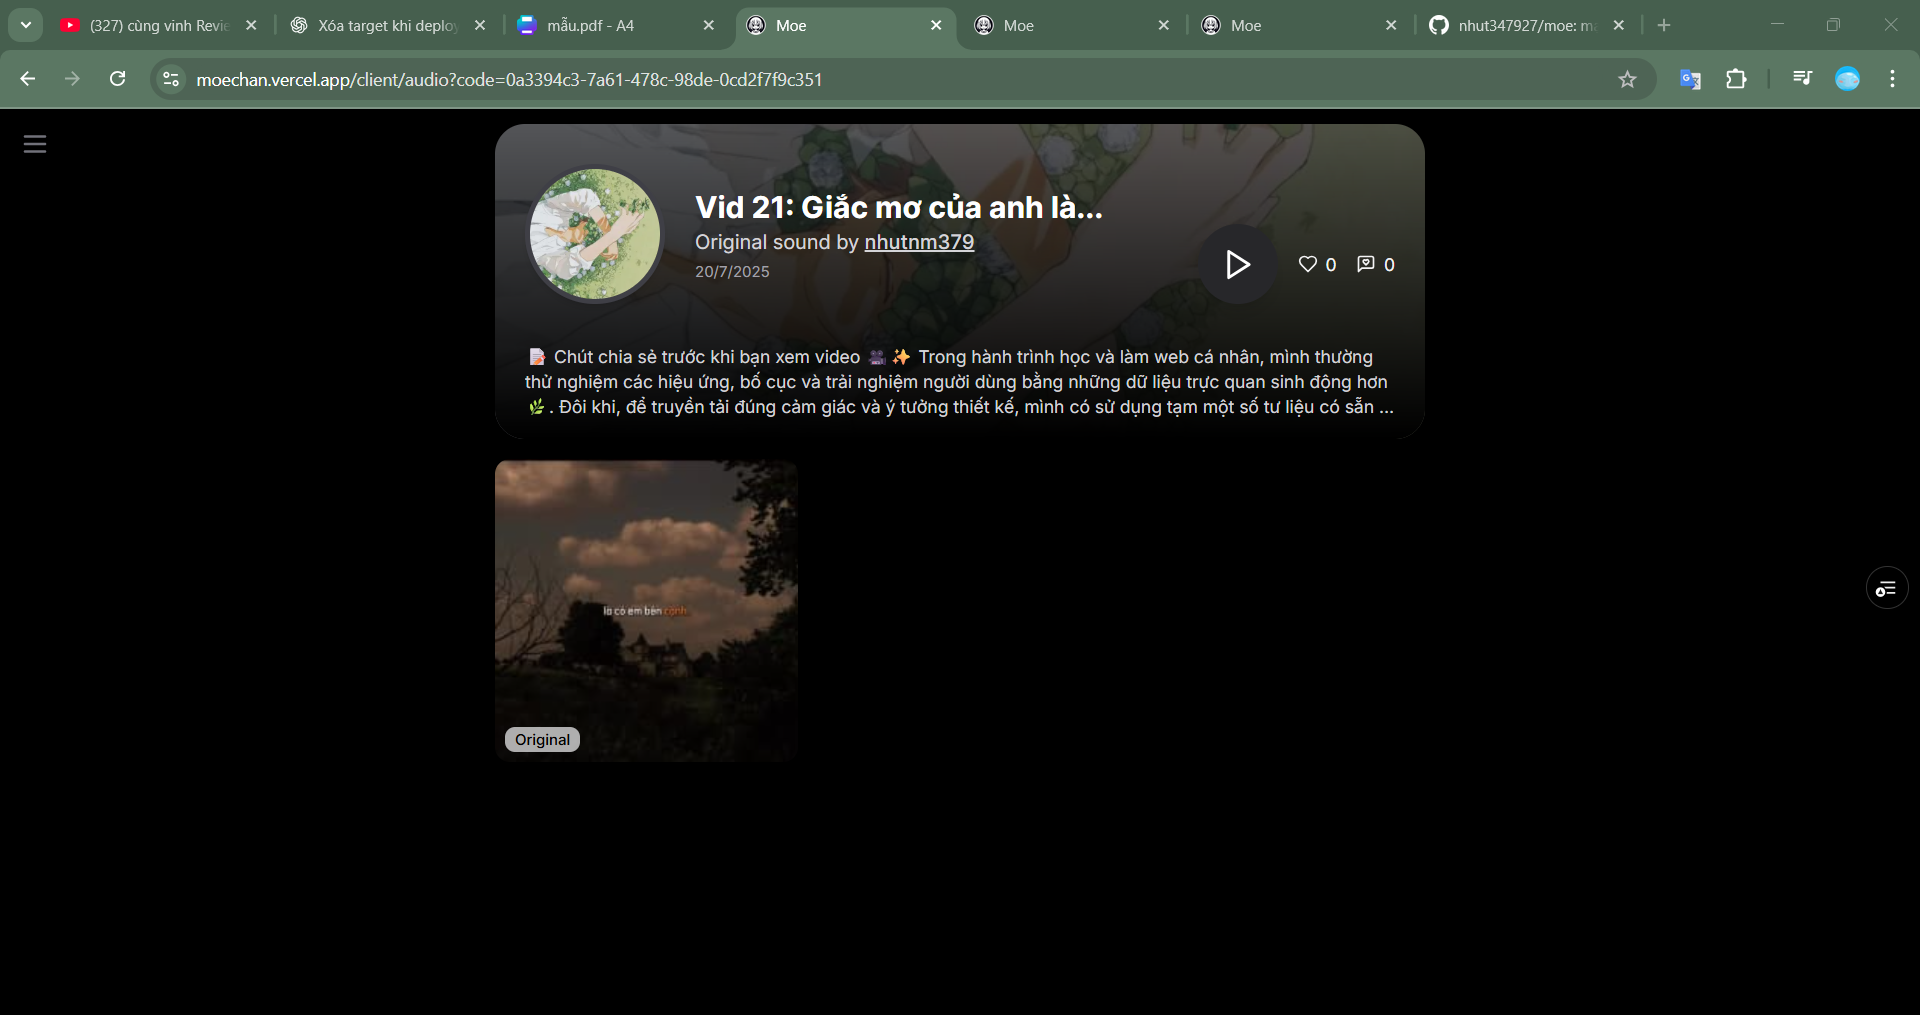 (327) cùng vinh Revie
Xóa target khi deploy
mẫu.pdf - A4
Moe
Moe
Moe
nhut347927/moe: ma
moechan.vercel.app/client/audio?code=0a3394c3-7a61-478c-98de-0cd2f7f9c351
Vid 21: Giấc mơ của anh là...
Original sound by nhutnm379
20/7/2025
0
0
📝 Chút chia sẻ trước khi bạn xem video 🎥 ✨ Trong hành trình học và làm web cá nhân, mình thường
thử nghiệm các hiệu ứng, bố cục và trải nghiệm người dùng bằng những dữ liệu trực quan sinh động hơn
🌿. Đôi khi, để truyền tải đúng cảm giác và ý tưởng thiết kế, mình có sử dụng tạm một số tư liệu có sẵn ...
là có em bên cạnh
Original